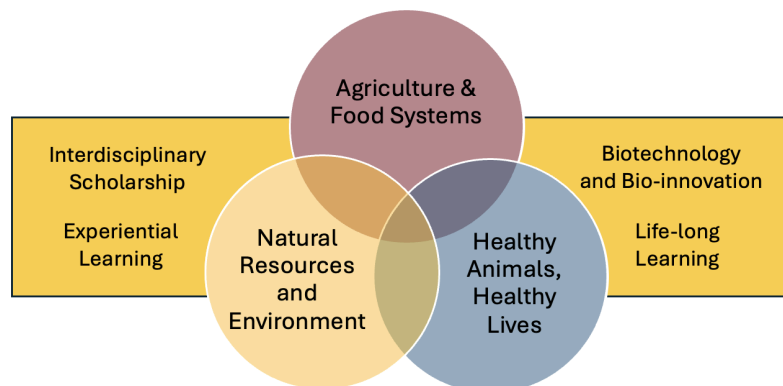 Agriculture &
Food Systems
Interdisciplinary
Scholarship
Experiential
Learning
Natural
Resources
and
Environment
Healthy
Animals,
Healthy
Lives
Biotechnology
and Bio-innovation
Life-long
Learning